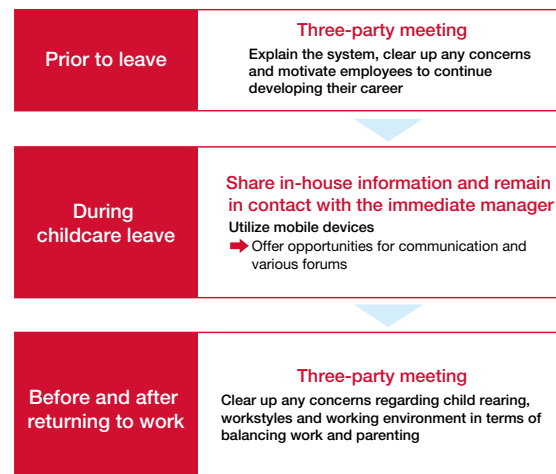 Prior to leave
Three-party meeting
Explain the system, clear up any concerns
and motivate employees to continue
developing their career
During
childcare leave
Share in-house information and remain
in contact with the immediate manager
Utilize mobile devices
Offer opportunities for communication and
various forums
Before and after
returning to work
Three-party meeting
Clear up any concerns regarding child rearing,
workstyles and working environment in terms of
balancing work and parenting